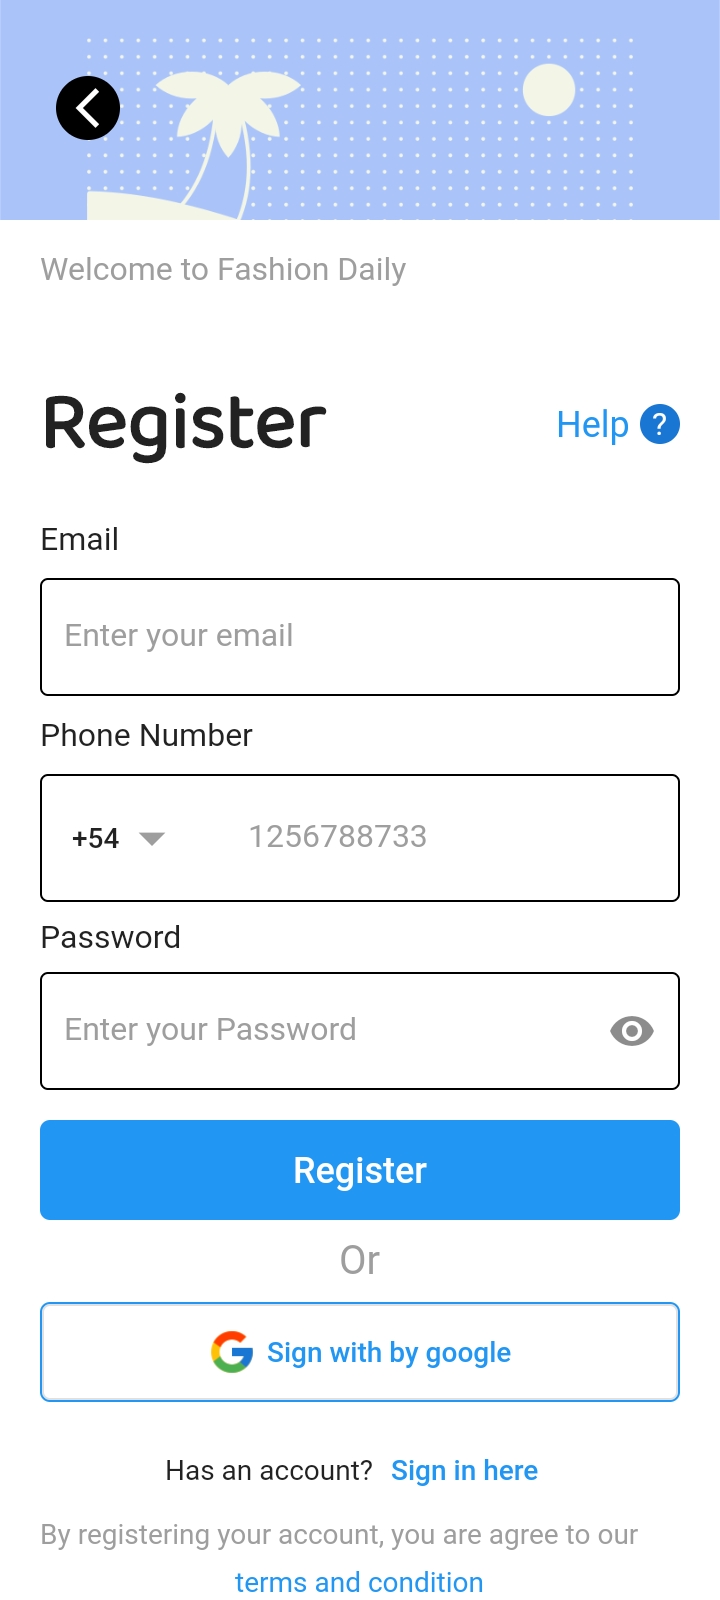 Welcome to Fashion Daily
Register
Help ?
Email
Enter your email
Phone Number
+54 1256788733
Password
Enter your Password
Register
Or
Sign with by google
Has an account? Sign in here
By registering your account, you are agree to our
terms and condition